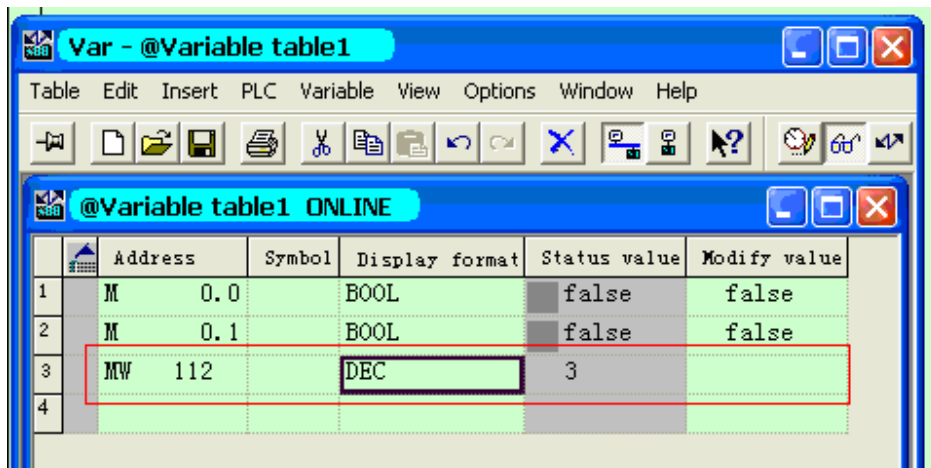 Var - @Variable table1
Table Edit Insert PLC Variable View Options Window Help
@Variable table1 ONLINE
Address Symbol Display format Status value Modify value
1 M 0.0 BOOL false false
2 M 0.1 BOOL false false
3 MW 112 DEC 3
4